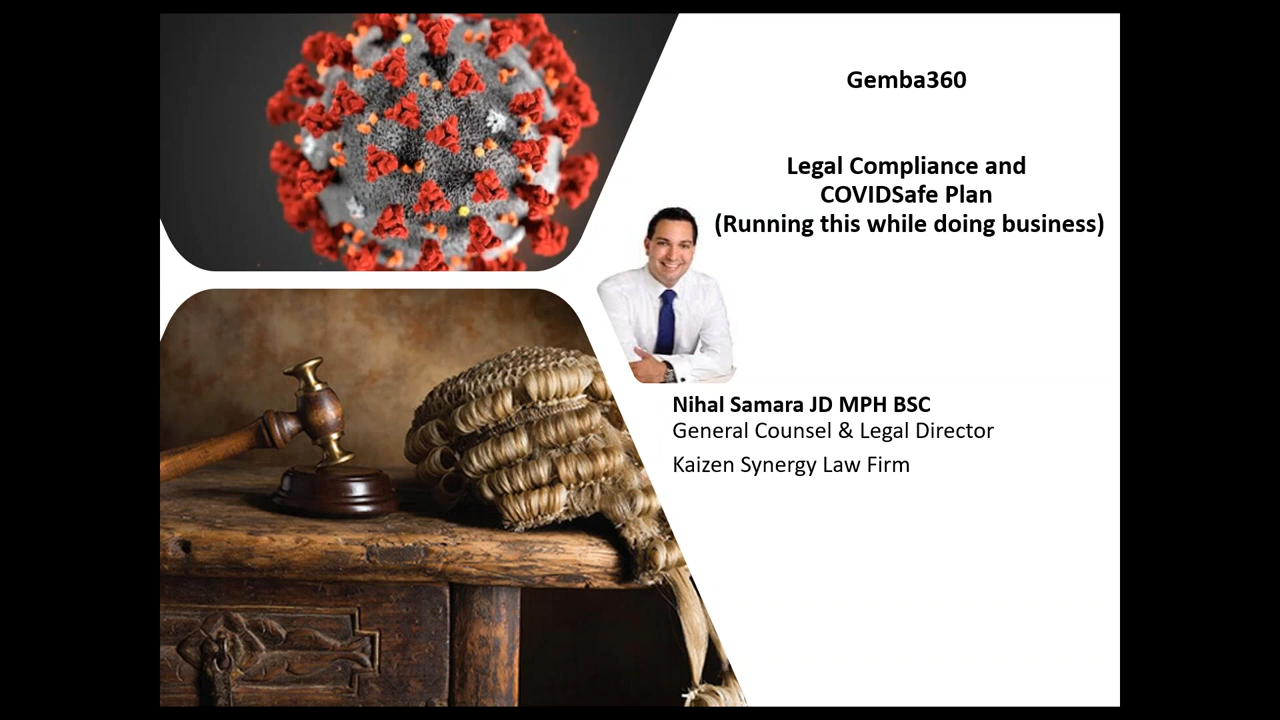 Gemba360
Legal Compliance and
COVIDSafe Plan
(Running this while doing business)
Nihal Samara JD MPH BSC
General Counsel & Legal Director
Kaizen Synergy Law Firm